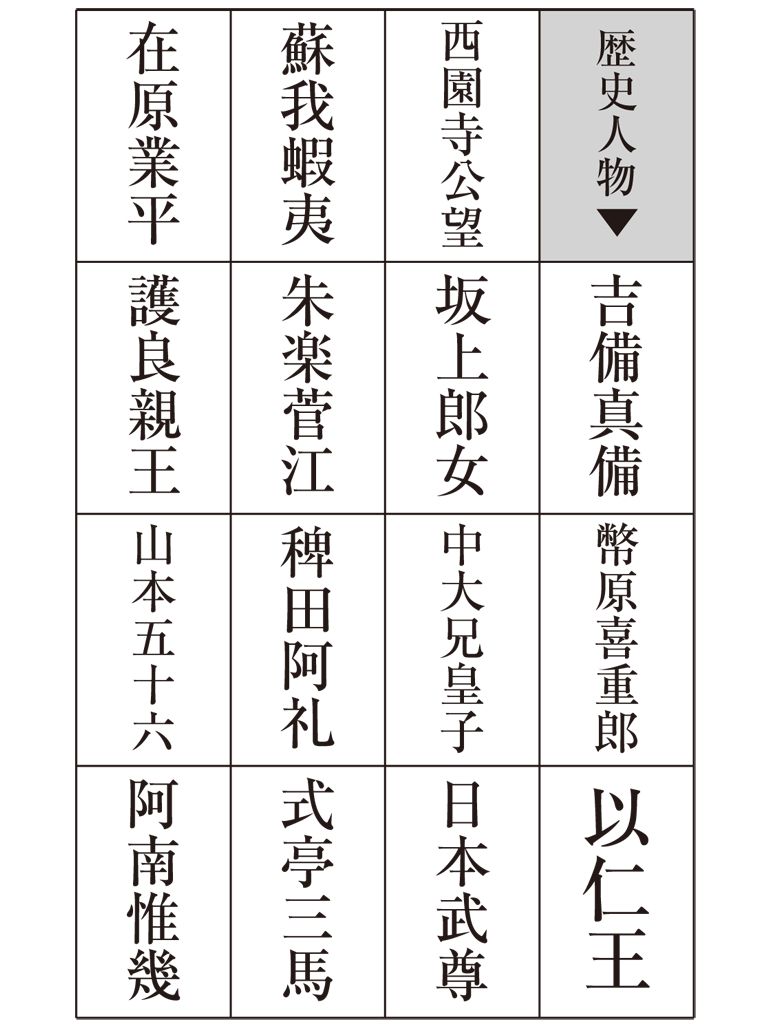 歴史人物▼
吉備真備
幣原喜重郎
以仁王
西園寺公望
坂上郎女
中大兄皇子
日本武尊
蘇我蝦夷
朱楽菅江
稗田阿礼
式亭三馬
在原業平
護良親王
山本五十六
阿南惟幾